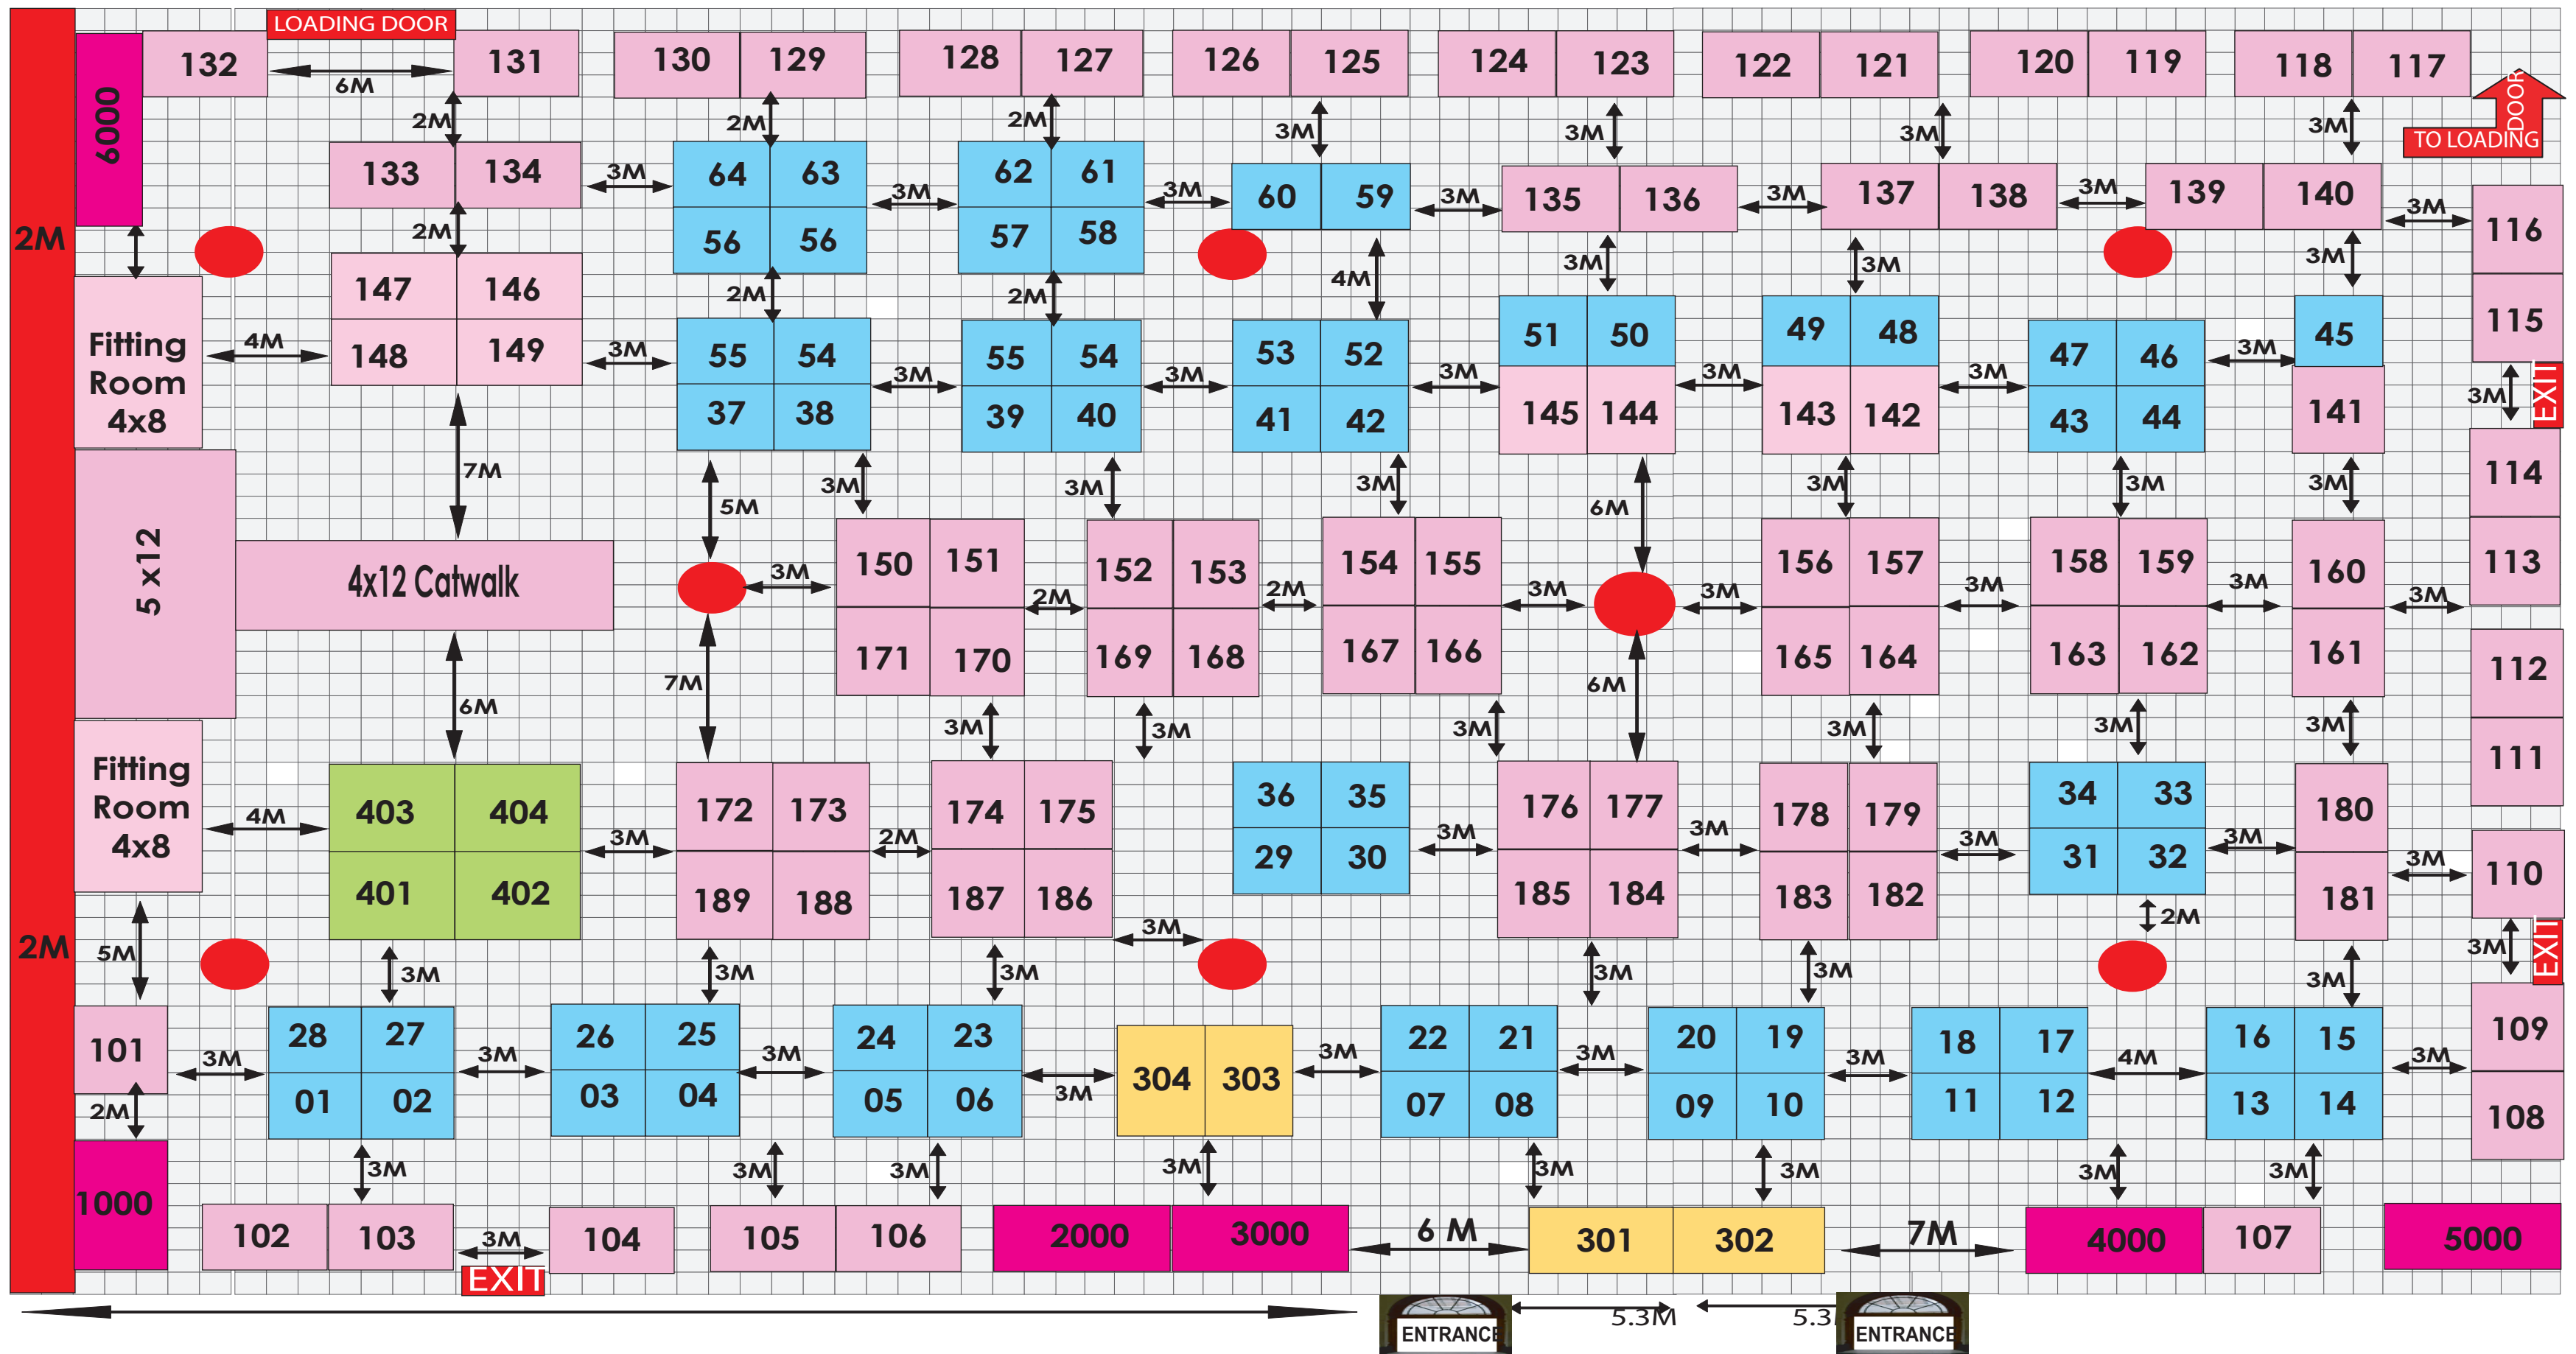 LOADING DOOR
132 131 130 129 128 127 126 125 124 123 122 121 120 119 118 117
6M
6000
2M 2M 2M 3M 3M 3M 3M
DOOR
TO LOADING
133 134 3M 64 63 62 61 3M 60 59 3M 135 136 3M 137 138 3M 139 140 3M 116
3M
2M 2M 56 56 57 58
4M 3M 3M 3M
147 146 2M 2M 115
Fitting
Room
4x8
4M 148 149 3M 55 54 3M 55 54 3M 53 52 3M 51 50 3M 49 48 3M 47 46 3M 45
37 38 39 40 41 42 145 144 143 142 43 44 141 3M EXIT
7M 5M 3M 3M 3M 6M 3M 3M 3M 114
5 x12
4x12 Catwalk
3M 150 151 2M 152 153 2M 154 155 3M 3M 156 157 3M 158 159 3M 160 3M 113
171 170 169 168 167 166 165 164 163 162 161 112
6M 7M 3M 3M 3M 6M 3M 3M 3M 111
Fitting
Room
4x8
4M 403 404 3M 172 173 2M 174 175 36 35 3M 176 177 3M 178 179 3M 34 33 3M 180 3M 110
401 402 189 188 187 186 29 30 185 184 183 182 31 32 181
2M
5M 3M 3M 3M 3M 3M 3M 2M 3M 3M EXIT
101 3M 28 27 3M 26 25 3M 24 23 3M 304 303 3M 22 21 3M 20 19 3M 18 17 4M 16 15 3M 109
2M 01 02 03 04 05 06 07 08 09 10 11 12 13 14 108
3M 3M 3M 3M 3M 3M 3M 3M
1000 102 103 3M 104 105 106 2000 3000 6 M 301 302 7M 4000 107 5000
EXIT
ENTRANCE 5.3M 5.3 ENTRANCE